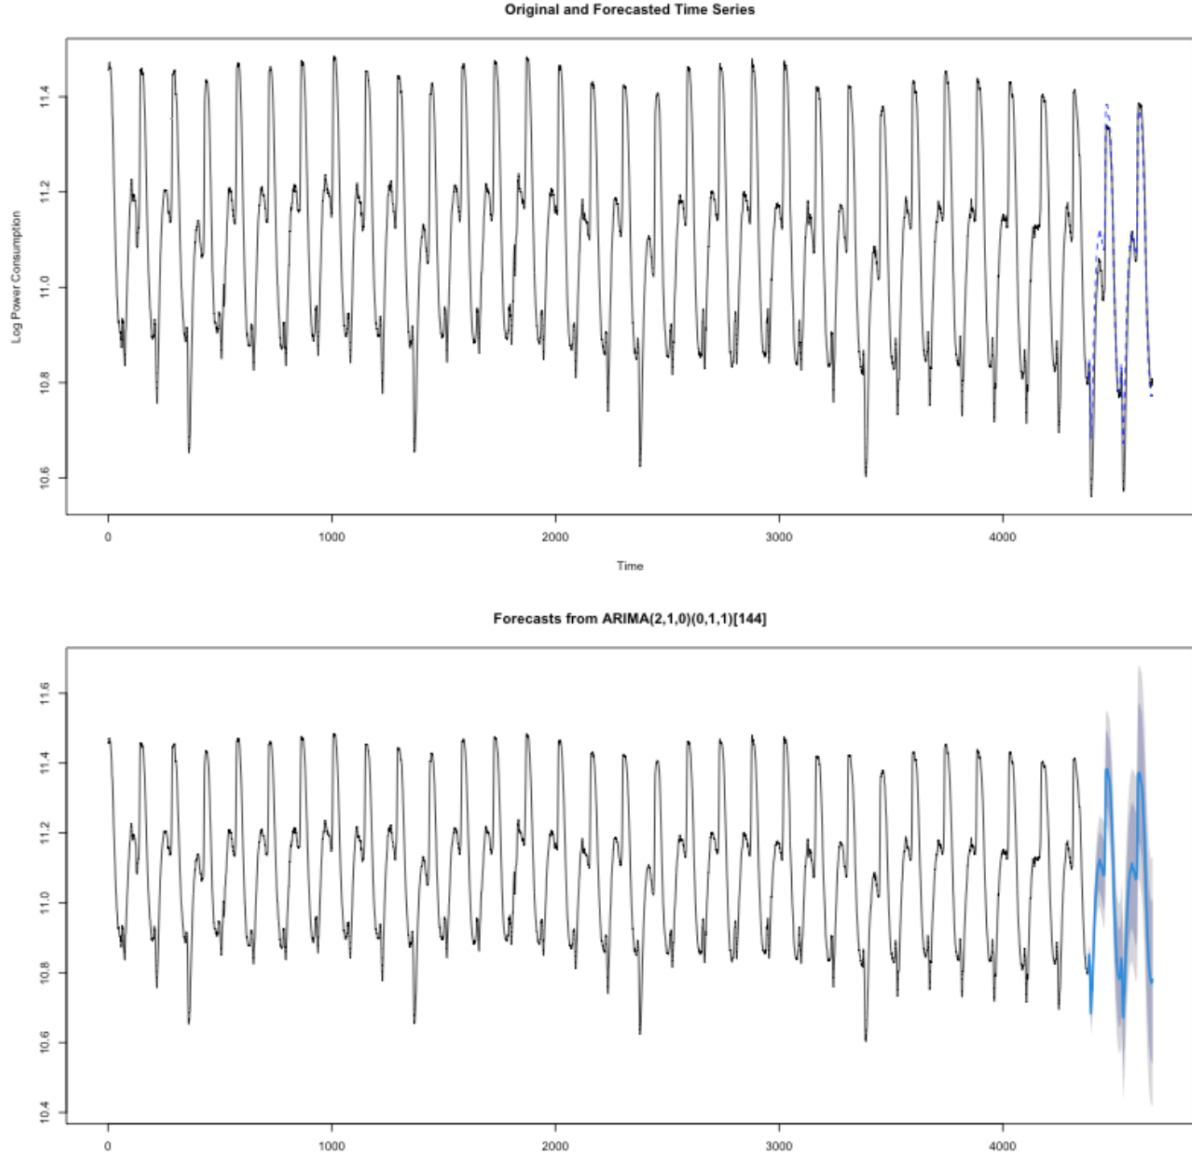 Original and Forecasted Time Series
Log Power Consumption
11.4
11.2
11.0
10.8
10.6
0 1000 2000 3000 4000
Time
Forecasts from ARIMA(2,1,0)(0,1,1)[144]
11.6
11.4
11.2
11.0
10.8
10.6
10.4
0 1000 2000 3000 4000